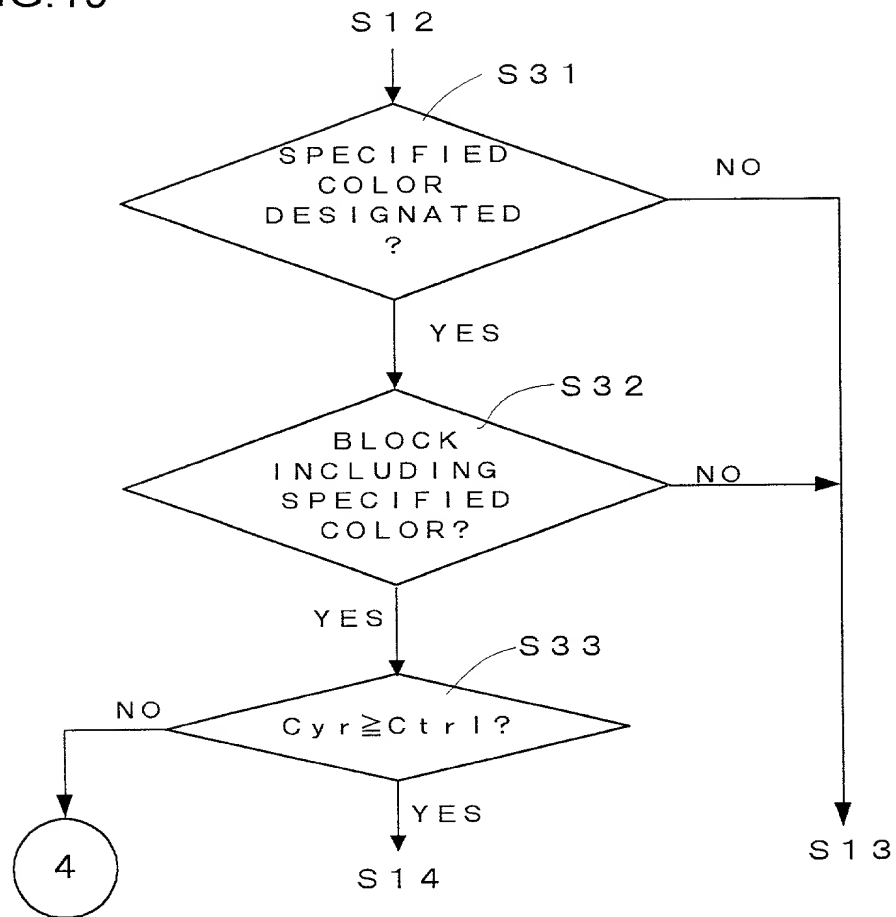 S12
S31
SPECIFIED
COLOR
DESIGNATED
?
NO
YES
S32
BLOCK
INCLUDING
SPECIFIED
COLOR?
NO
YES
S33
Cyr≧Ctrl?
NO
YES
4
S14
S13